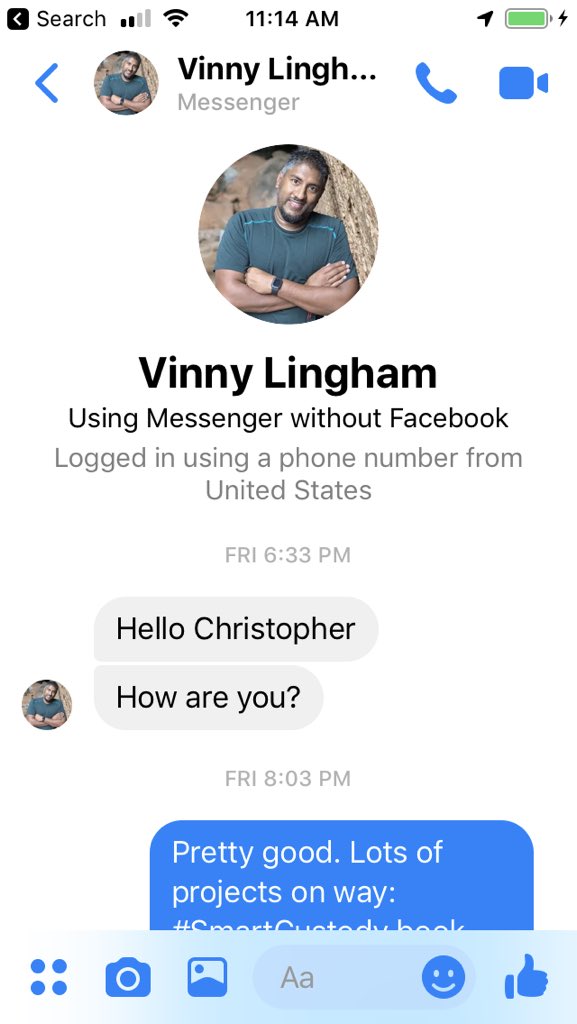 Search
11:14 AM
Vinny Lingh...
Messenger
Vinny Lingham
Using Messenger without Facebook
Logged in using a phone number from
United States
FRI 6:33 PM
Hello Christopher
How are you?
FRI 8:03 PM
Pretty good. Lots of
projects on way:
#SmartCustody book
Aa